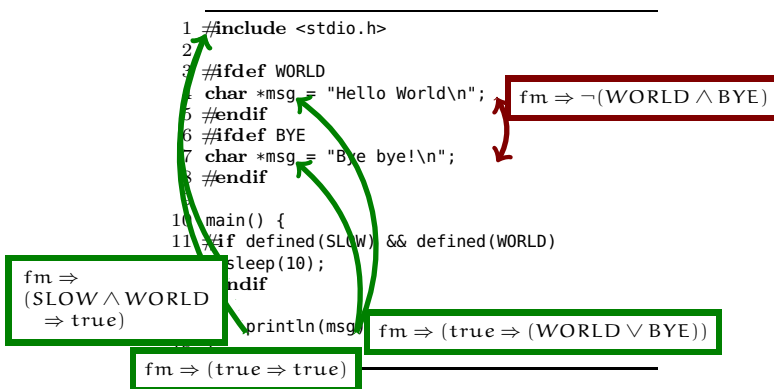 1 #include <stdio.h>
2
3 #ifdef WORLD
4 char *msg = "Hello World\n";
fm ⇒ ¬(WORLD ∧ BYE)
5 #endif
6 #ifdef BYE
7 char *msg = "Bye bye!\n";
8 #endif
9
10 main() {
11 #if defined(SLOW) && defined(WORLD)
sleep(10);
fm ⇒
(SLOW ∧ WORLD
⇒ true)
println(msg
fm ⇒ (true ⇒ (WORLD ∨ BYE))
fm ⇒ (true ⇒ true)